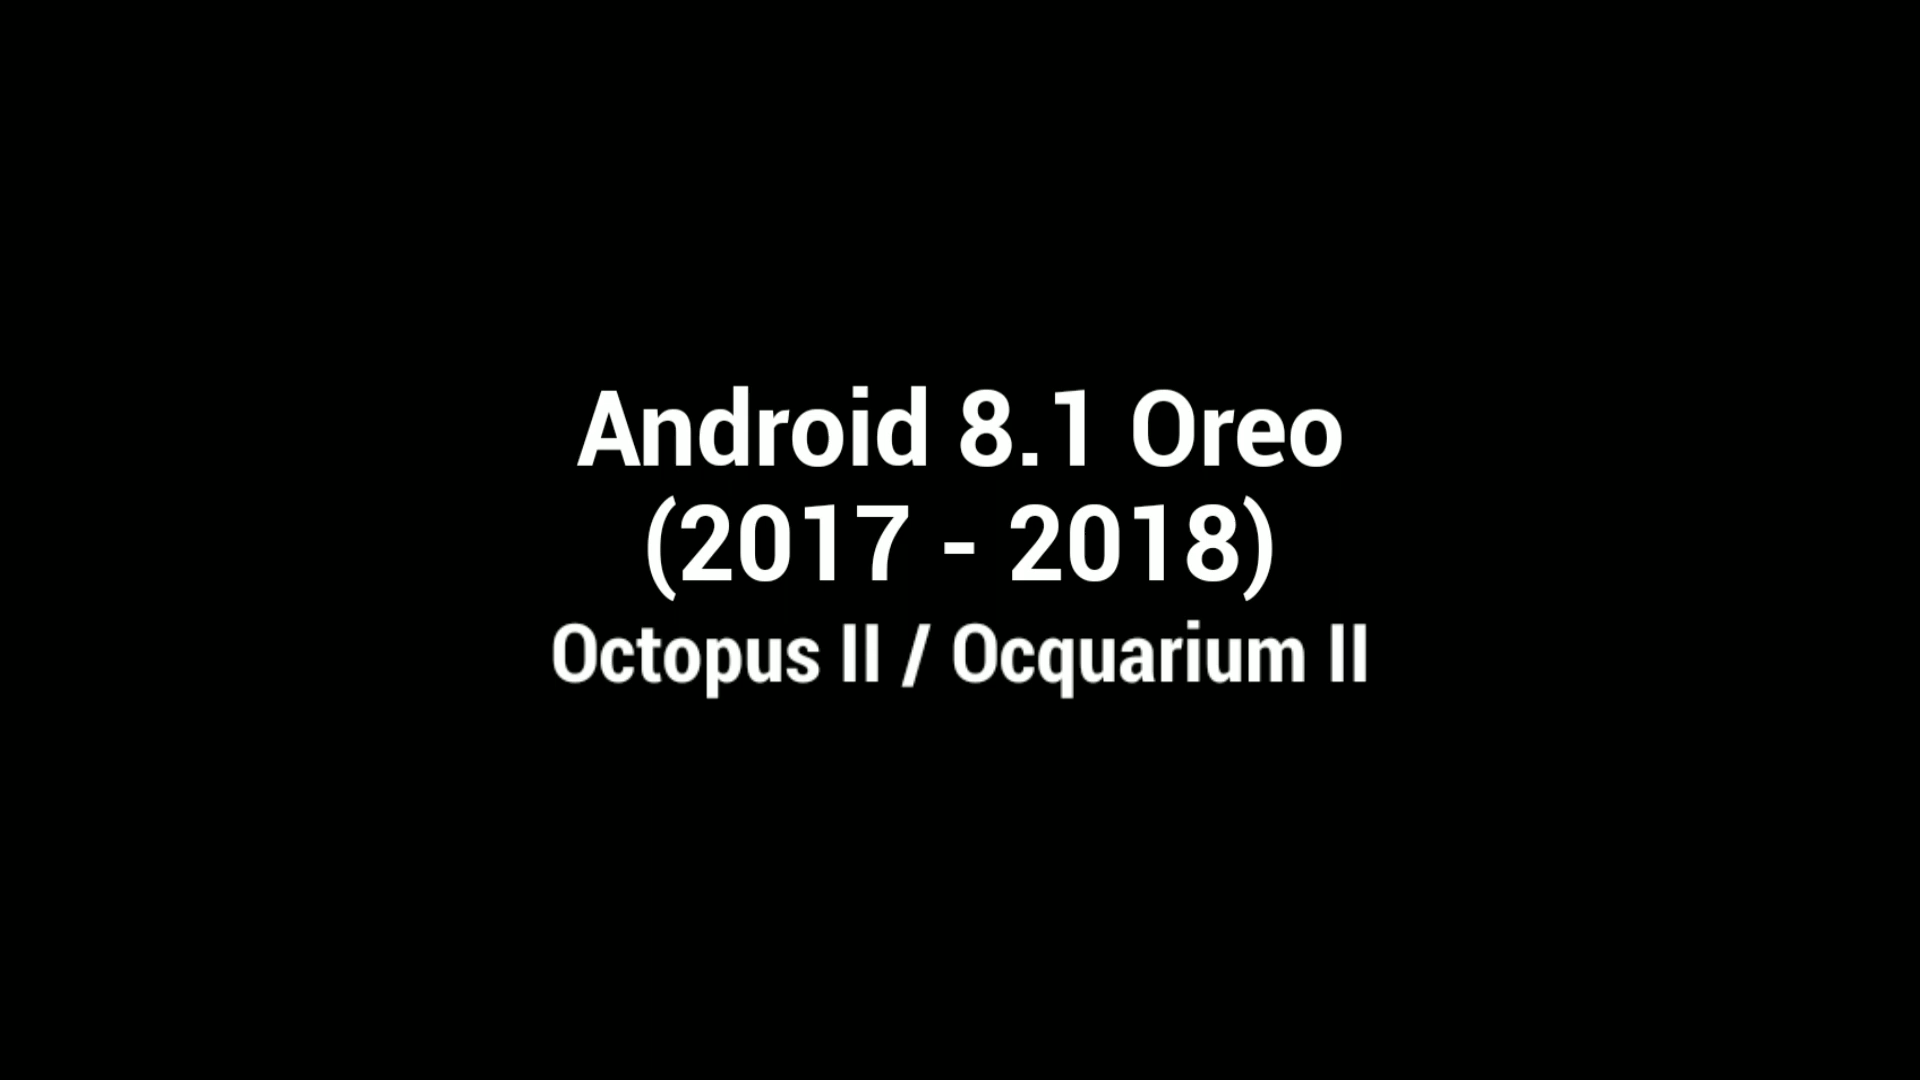 Android 8.1 Oreo
(2017 - 2018)
Octopus II / Ocquarium II